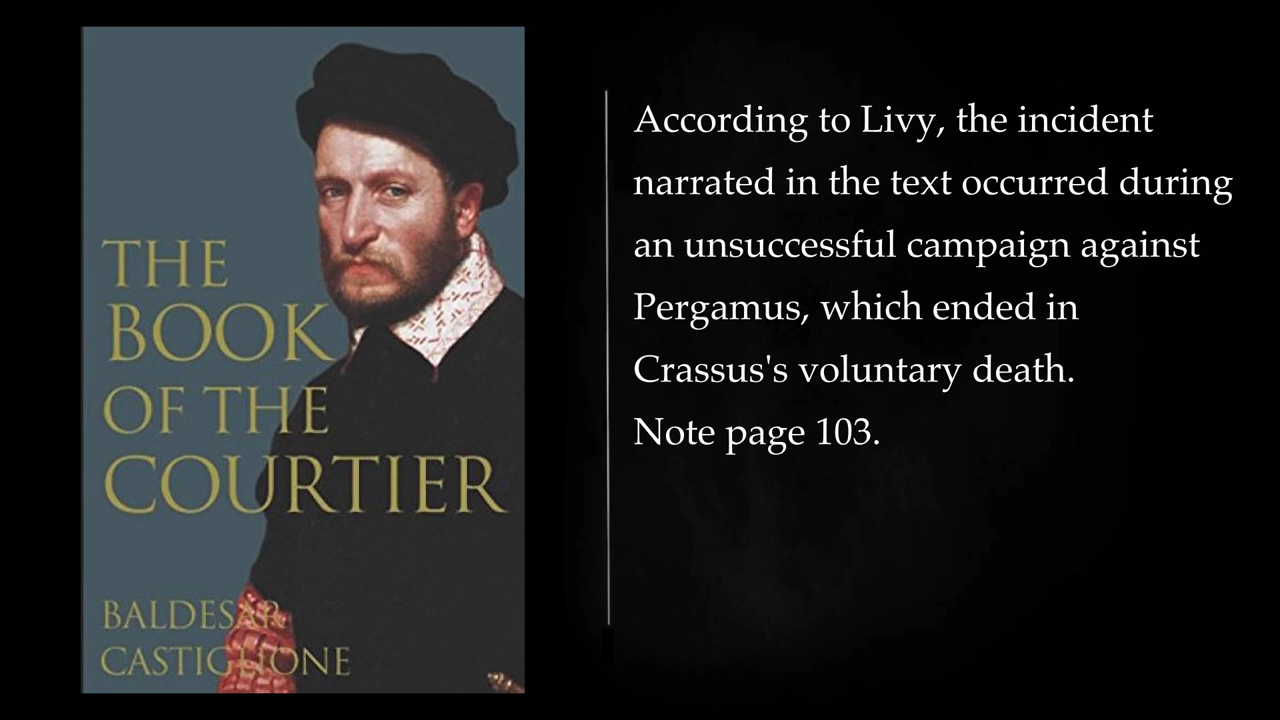 THE
BOOK
OF THE
COURTIER
BALDESAR
CASTIGLIONE
According to Livy, the incident
narrated in the text occurred during
an unsuccessful campaign against
Pergamus, which ended in
Crassus's voluntary death.
Note page 103.